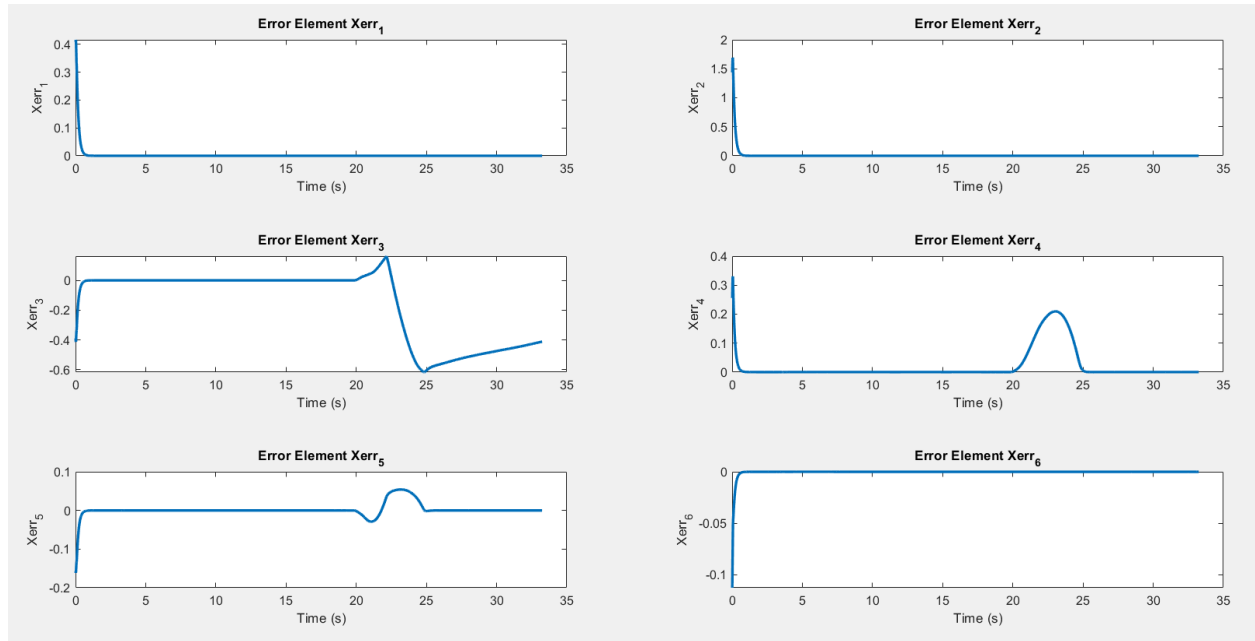 Error Element Xerr1
0.4
0.3
0.2
0.1
0
Xerr1
0 5 10 15 20 25 30 35
Time (s)
Error Element Xerr2
2
1.5
1
0.5
0
Xerr2
0 5 10 15 20 25 30 35
Time (s)
Error Element Xerr3
0
-0.2
-0.4
-0.6
Xerr3
0 5 10 15 20 25 30 35
Time (s)
Error Element Xerr4
0.4
0.3
0.2
0.1
0
Xerr4
0 5 10 15 20 25 30 35
Time (s)
Error Element Xerr5
0.1
0
-0.1
-0.2
Xerr5
0 5 10 15 20 25 30 35
Time (s)
Error Element Xerr6
0
-0.05
-0.1
Xerr6
0 5 10 15 20 25 30 35
Time (s)